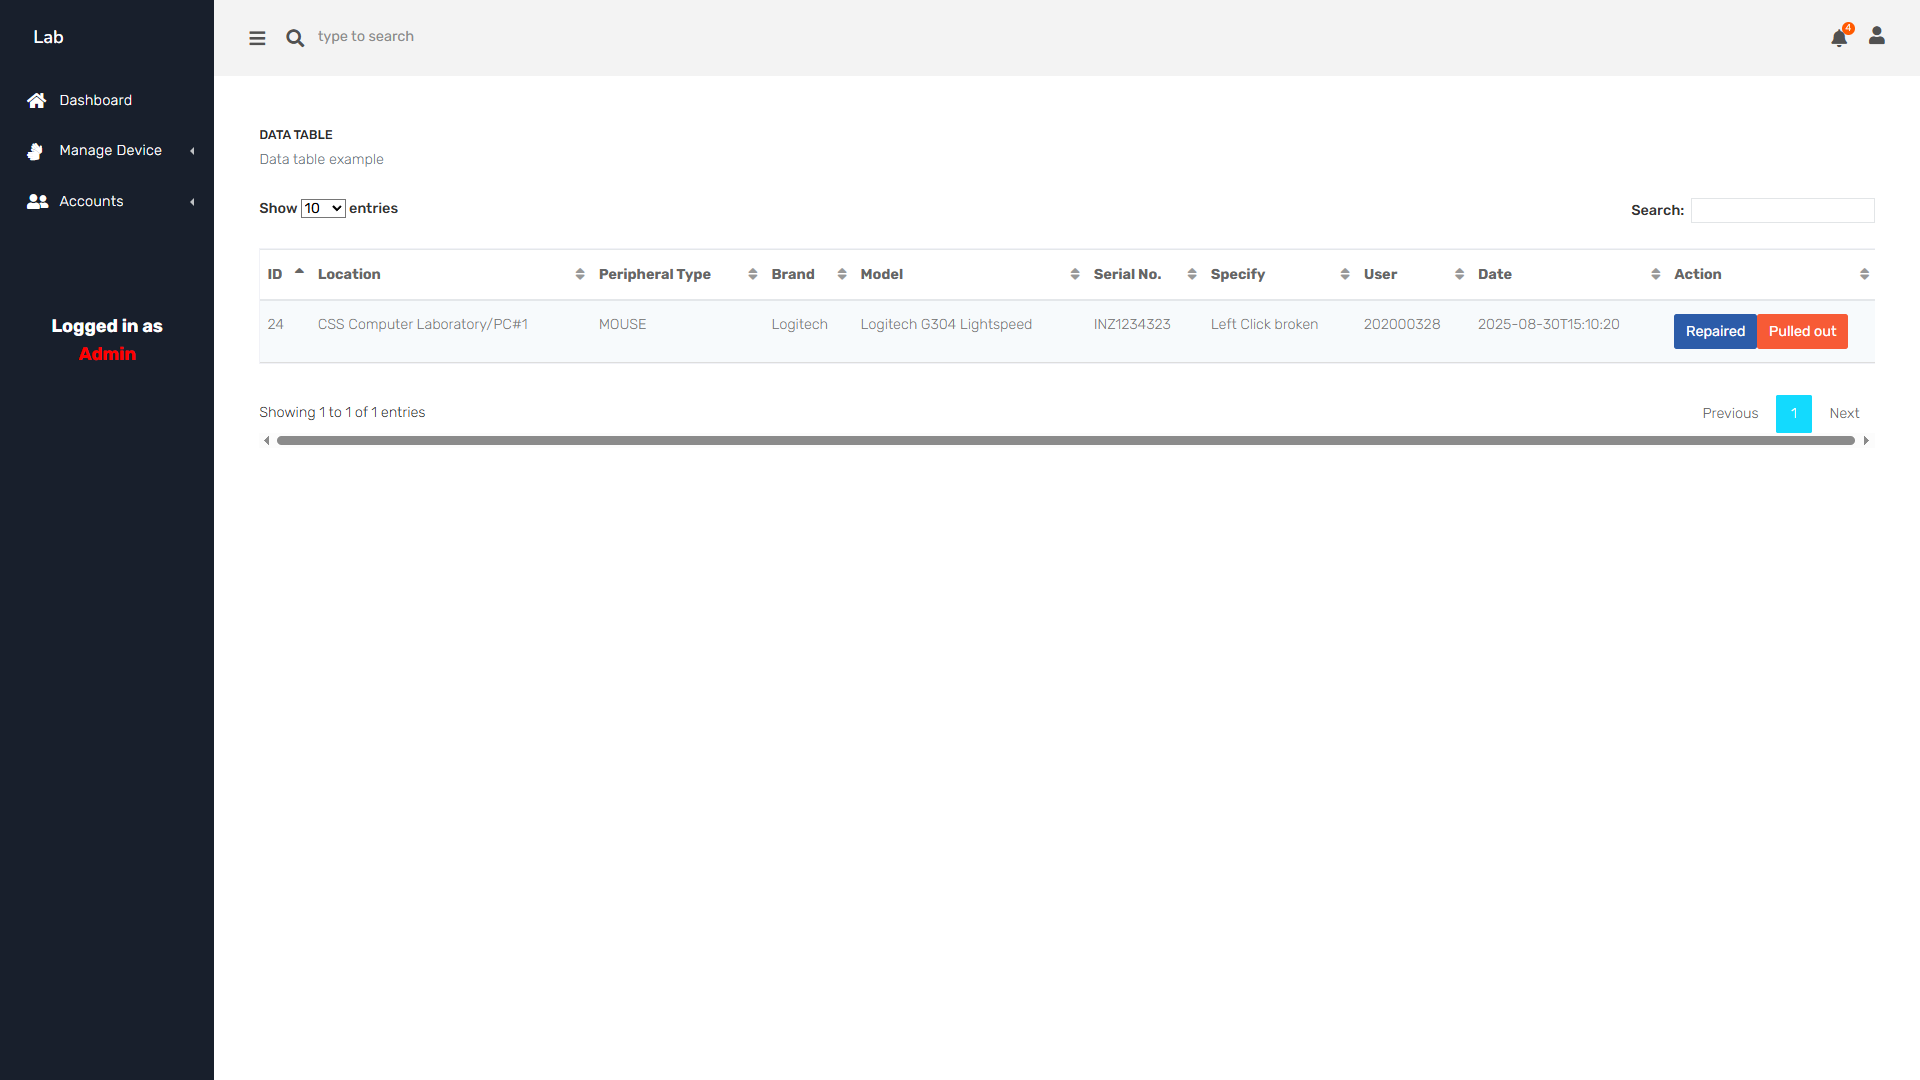 Lab
type to search
4
Dashboard
Manage Device
Accounts
Logged in as
Admin
DATA TABLE
Data table example
Show 10 entries
Search:
ID Location Peripheral Type Brand Model Serial No. Specify User Date Action
24 CSS Computer Laboratory/PC#1 MOUSE Logitech Logitech G304 Lightspeed INZ1234323 Left Click broken 202000328 2025-08-30T15:10:20 Repaired Pulled out
Showing 1 to 1 of 1 entries
Previous 1 Next